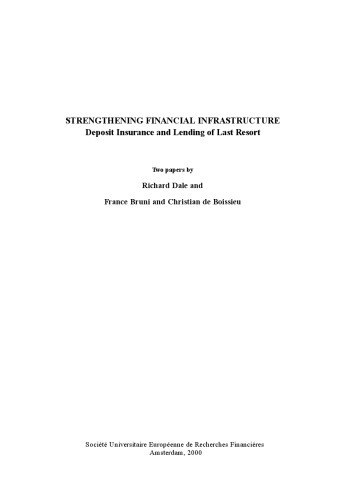 STRENGTHENING FINANCIAL INFRASTRUCTURE
Deposit Insurance and Lending of Last Resort
Two papers by
Richard Dale and
France Bruni and Christian de Boissieu
Société Universitaire Européenne de Recherches Financières
Amsterdam, 2000